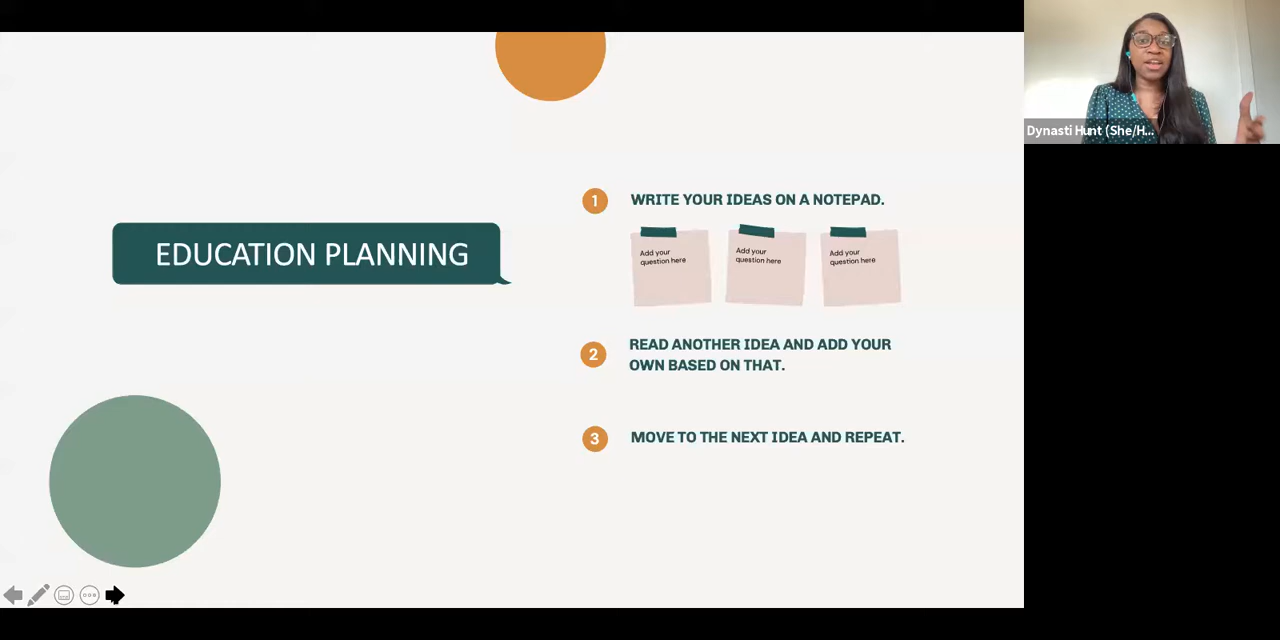 Dynasti Hunt (She/H...
EDUCATION PLANNING
1 WRITE YOUR IDEAS ON A NOTEPAD.
Add your
question here
Add your
question here
Add your
question here
2 READ ANOTHER IDEA AND ADD YOUR
OWN BASED ON THAT.
3 MOVE TO THE NEXT IDEA AND REPEAT.